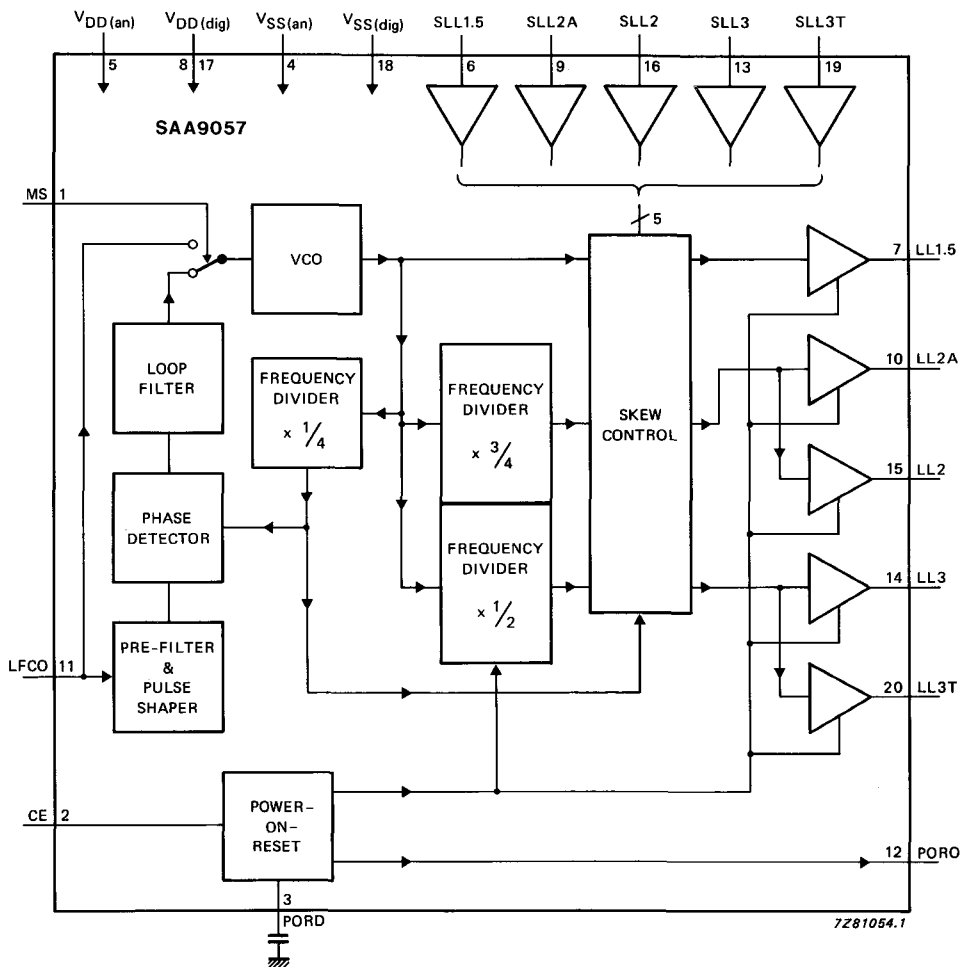 VDD(an) VDD(dig) VSS(an) VSS(dig) SLL1.5 SLL2A SLL2 SLL3 SLL3T
5 8 17 4 18 6 9 16 13 19
SAA9057
MS 1
5
VCO
7 LL1.5
LOOP
FILTER
FREQUENCY
DIVIDER
x 1/4
FREQUENCY
DIVIDER
x 3/4
SKEW
CONTROL
10 LL2A
15 LL2
PHASE
DETECTOR
FREQUENCY
DIVIDER
x 1/2
14 LL3
LFCO 11
PRE-FILTER
&
PULSE
SHAPER
20 LL3T
CE 2
POWER-
ON-
RESET
12 PORO
3
PORD
7Z81054.1